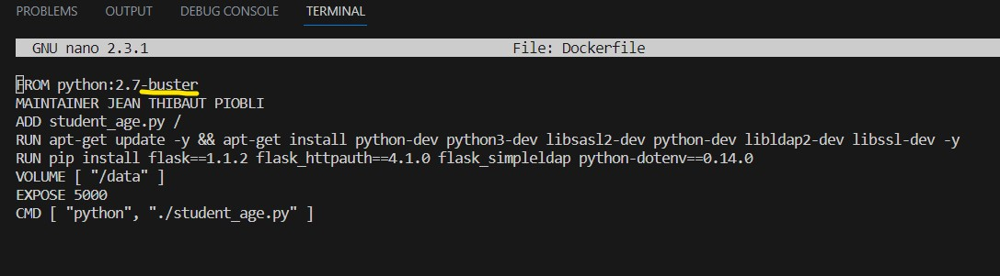 PROBLEMS OUTPUT DEBUG CONSOLE TERMINAL
GNU nano 2.3.1 File: Dockerfile
FROM python:2.7-buster
MAINTAINER JEAN THIBAUT PIOBLI
ADD student_age.py /
RUN apt-get update -y && apt-get install python-dev python3-dev libsasl2-dev python-dev libldap2-dev libssl-dev -y
RUN pip install flask==1.1.2 flask_httpauth==4.1.0 flask_simpleldap python-dotenv==0.14.0
VOLUME [ "/data" ]
EXPOSE 5000
CMD [ "python", "./student_age.py" ]